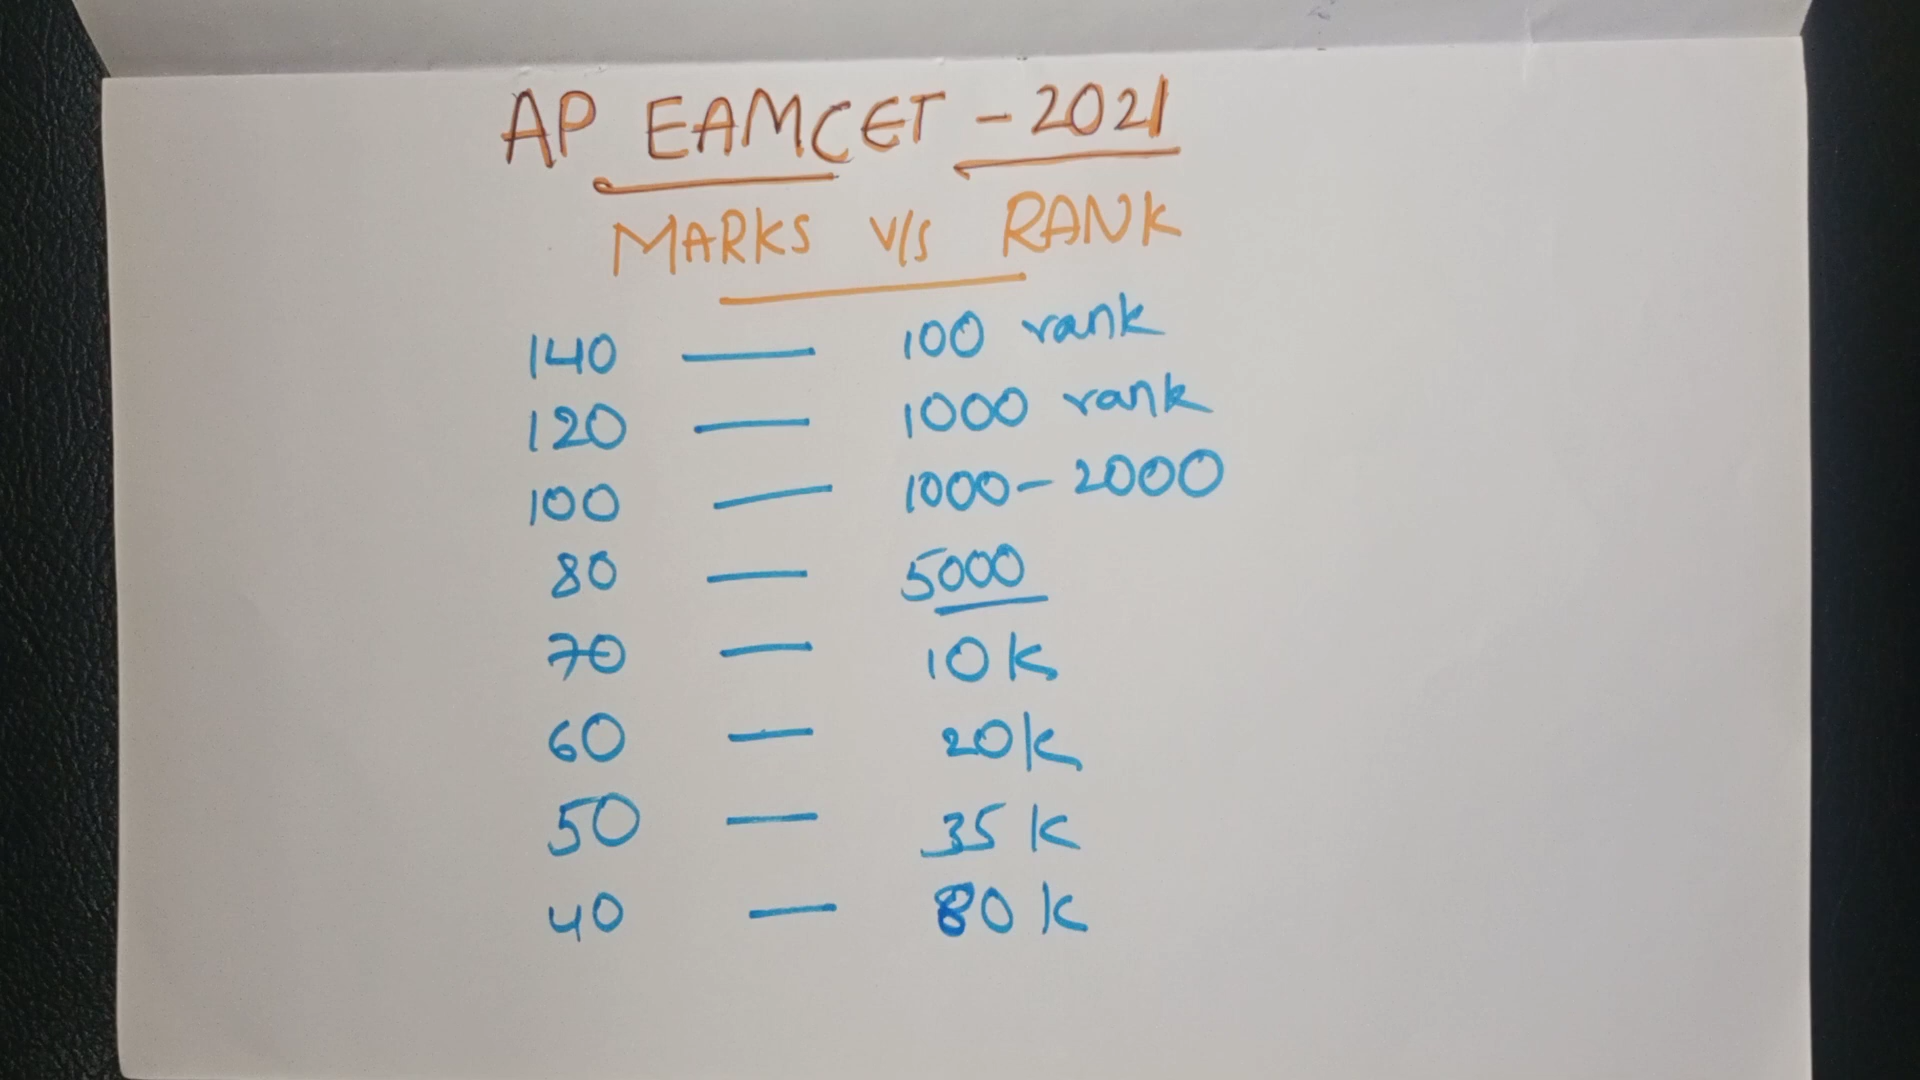 AP EAMCET - 2021
MARKS V/S RANK
140 — 100 rank
120 — 1000 rank
100 — 1000 - 2000
80 — 5000
70 — 10K
60 — 20K
50 — 35K
40 — 80K